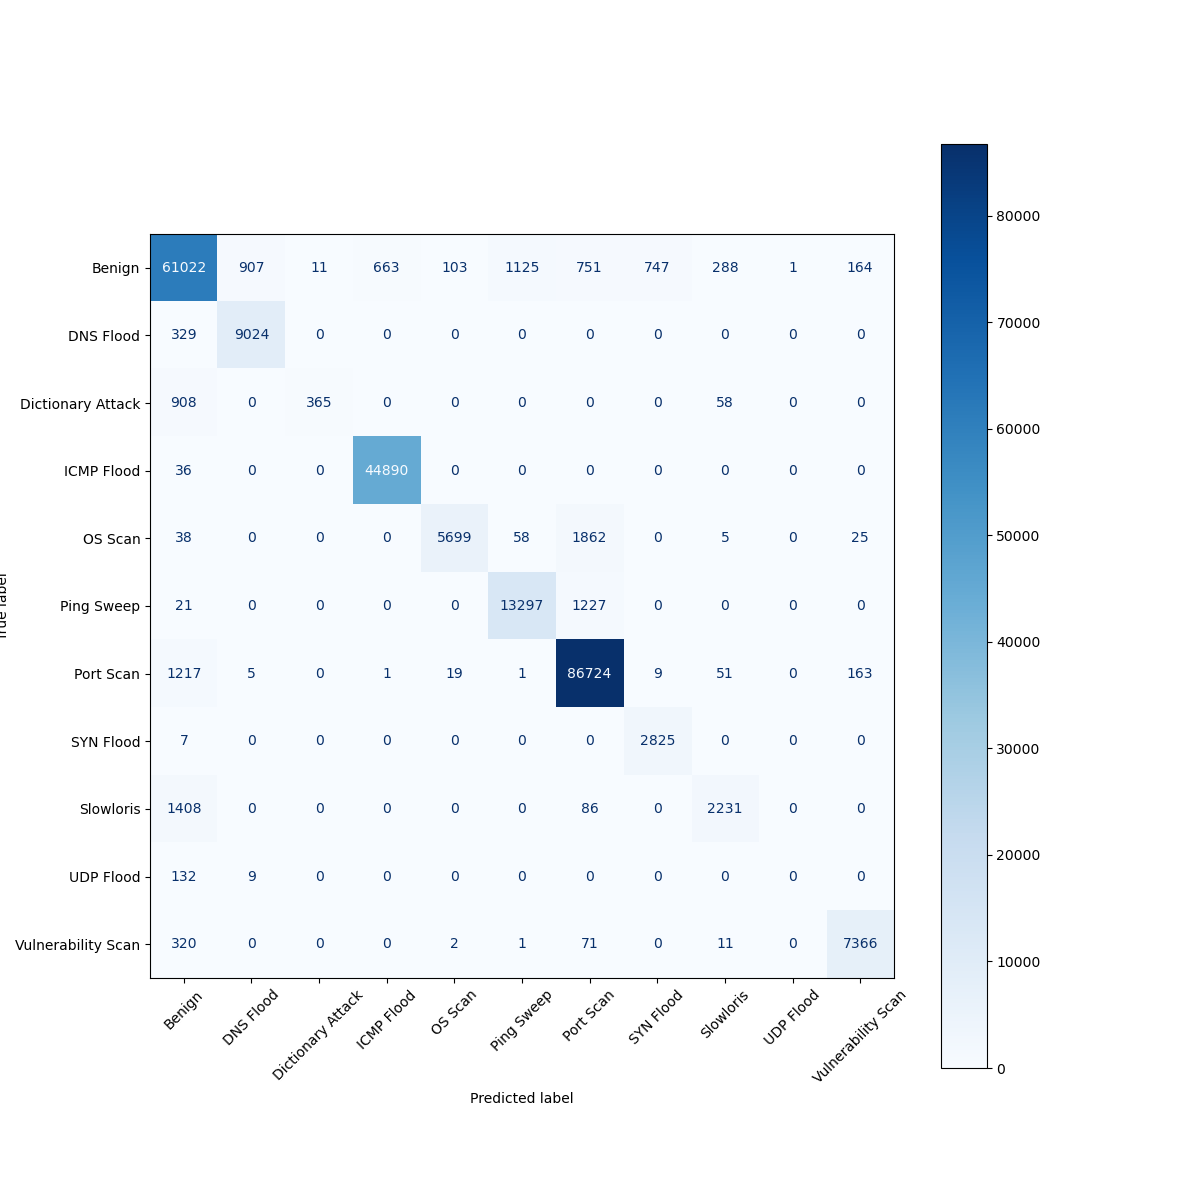 Benign 61022 907 11 663 103 1125 751 747 288 1 164
DNS Flood 329 9024 0 0 0 0 0 0 0 0 0
Dictionary Attack 908 0 365 0 0 0 0 0 58 0 0
ICMP Flood 36 0 0 44890 0 0 0 0 0 0 0
OS Scan 38 0 0 0 5699 58 1862 0 5 0 25
Ping Sweep 21 0 0 0 0 13297 1227 0 0 0 0
Port Scan 1217 5 0 1 19 1 86724 9 51 0 163
SYN Flood 7 0 0 0 0 0 0 2825 0 0 0
Slowloris 1408 0 0 0 0 0 86 0 2231 0 0
UDP Flood 132 9 0 0 0 0 0 0 0 0 0
Vulnerability Scan 320 0 0 0 2 1 71 0 11 0 7366
Benign DNS Flood Dictionary Attack ICMP Flood OS Scan Ping Sweep Port Scan SYN Flood Slowloris UDP Flood Vulnerability Scan
Predicted label
True label
80000
70000
60000
50000
40000
30000
20000
10000
0